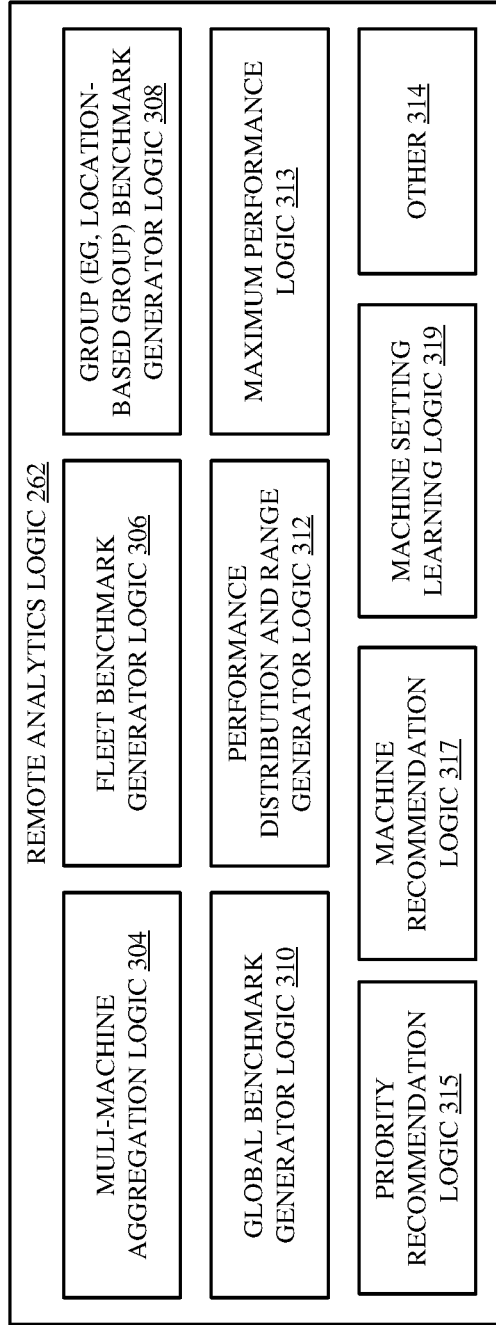 REMOTE ANALYTICS LOGIC 262
MULI-MACHINE
AGGREGATION LOGIC 304
FLEET BENCHMARK
GENERATOR LOGIC 306
GROUP (EG, LOCATION-
BASED GROUP) BENCHMARK
GENERATOR LOGIC 308
GLOBAL BENCHMARK
GENERATOR LOGIC 310
PERFORMANCE
DISTRIBUTION AND RANGE
GENERATOR LOGIC 312
MAXIMUM PERFORMANCE
LOGIC 313
PRIORITY
RECOMMENDATION
LOGIC 315
MACHINE
RECOMMENDATION
LOGIC 317
MACHINE SETTING
LEARNING LOGIC 319
OTHER 314